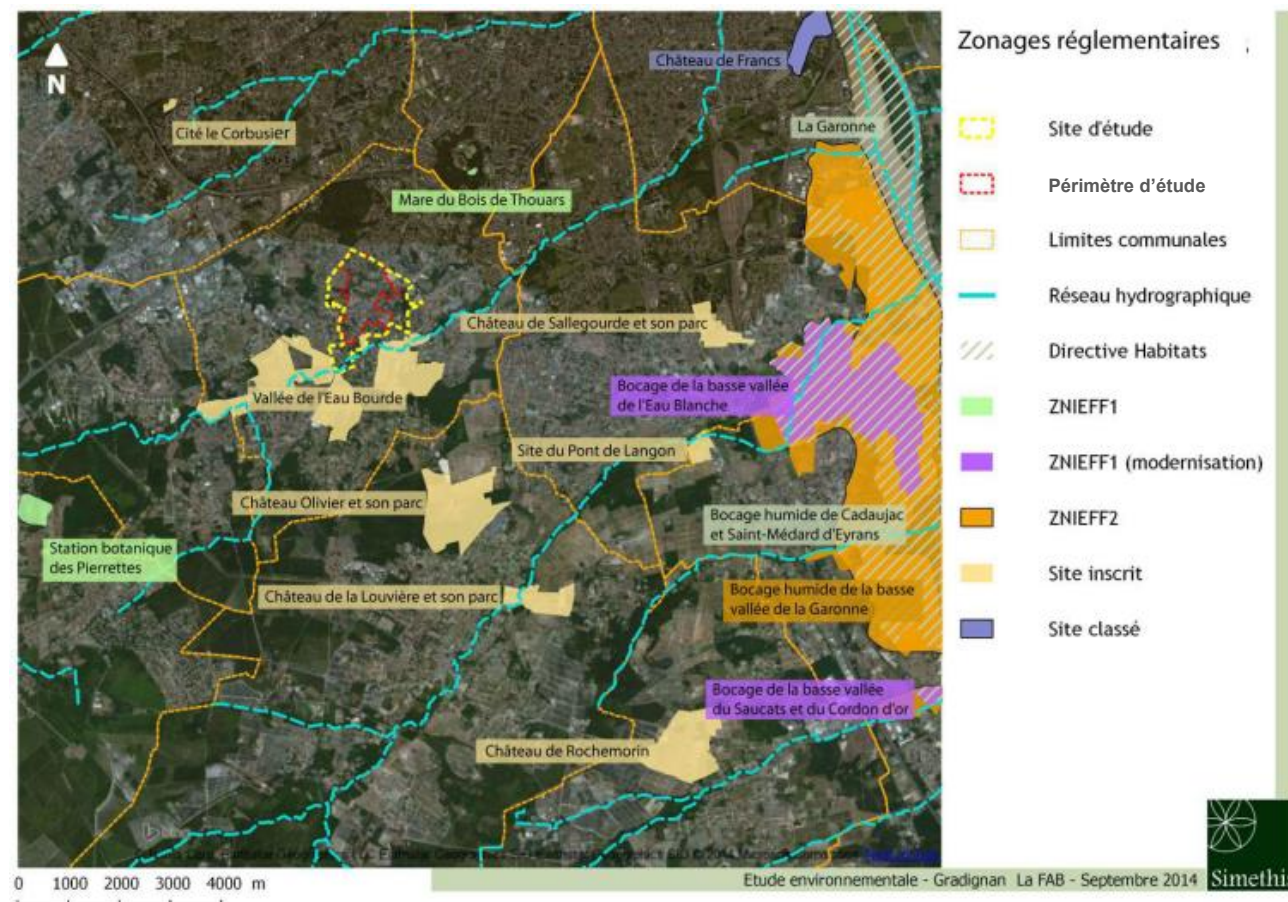 Zonages réglementaires
N
Château de Francs
Cité le Corbusier
La Garonne
Mare du Bois de Thouars
Château de Sallegourde et son parc
Vallée de l'Eau Bourde
Bocage de la basse vallée
de l'Eau Blanche
Site du Pont de Langon
Château Olivier et son parc
Bocage humide de Cadaujac
et Saint-Médard d'Eyrans
Station botanique
des Pierrettes
Château de la Louvière et son parc
Bocage humide de la basse
vallée de la Garonne
Bocage de la basse vallée
du Saucats et du Cordon d'or
Château de Rochemorin
Site d'étude
Périmètre d'étude
Limites communales
Réseau hydrographique
Directive Habitats
ZNIEFF1
ZNIEFF1 (modernisation)
ZNIEFF2
Site inscrit
Site classé
0 1000 2000 3000 4000 m
Etude environnementale - Gradignan La FAB - Septembre 2014
Simethi